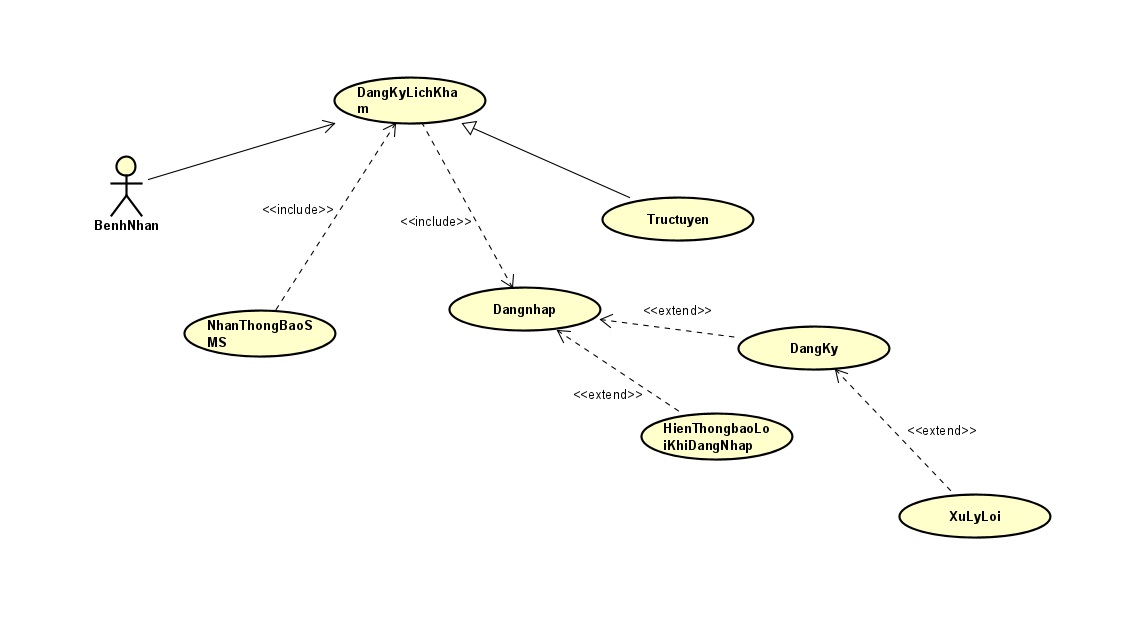 DangKyLichKha
m
BenhNhan
<<include>>
<<include>>
Tructuyen
NhanThongBaoS
MS
Dangnhap
<<extend>>
DangKy
<<extend>>
HienThongbaoLo
iKhiDangNhap
<<extend>>
XuLyLoi